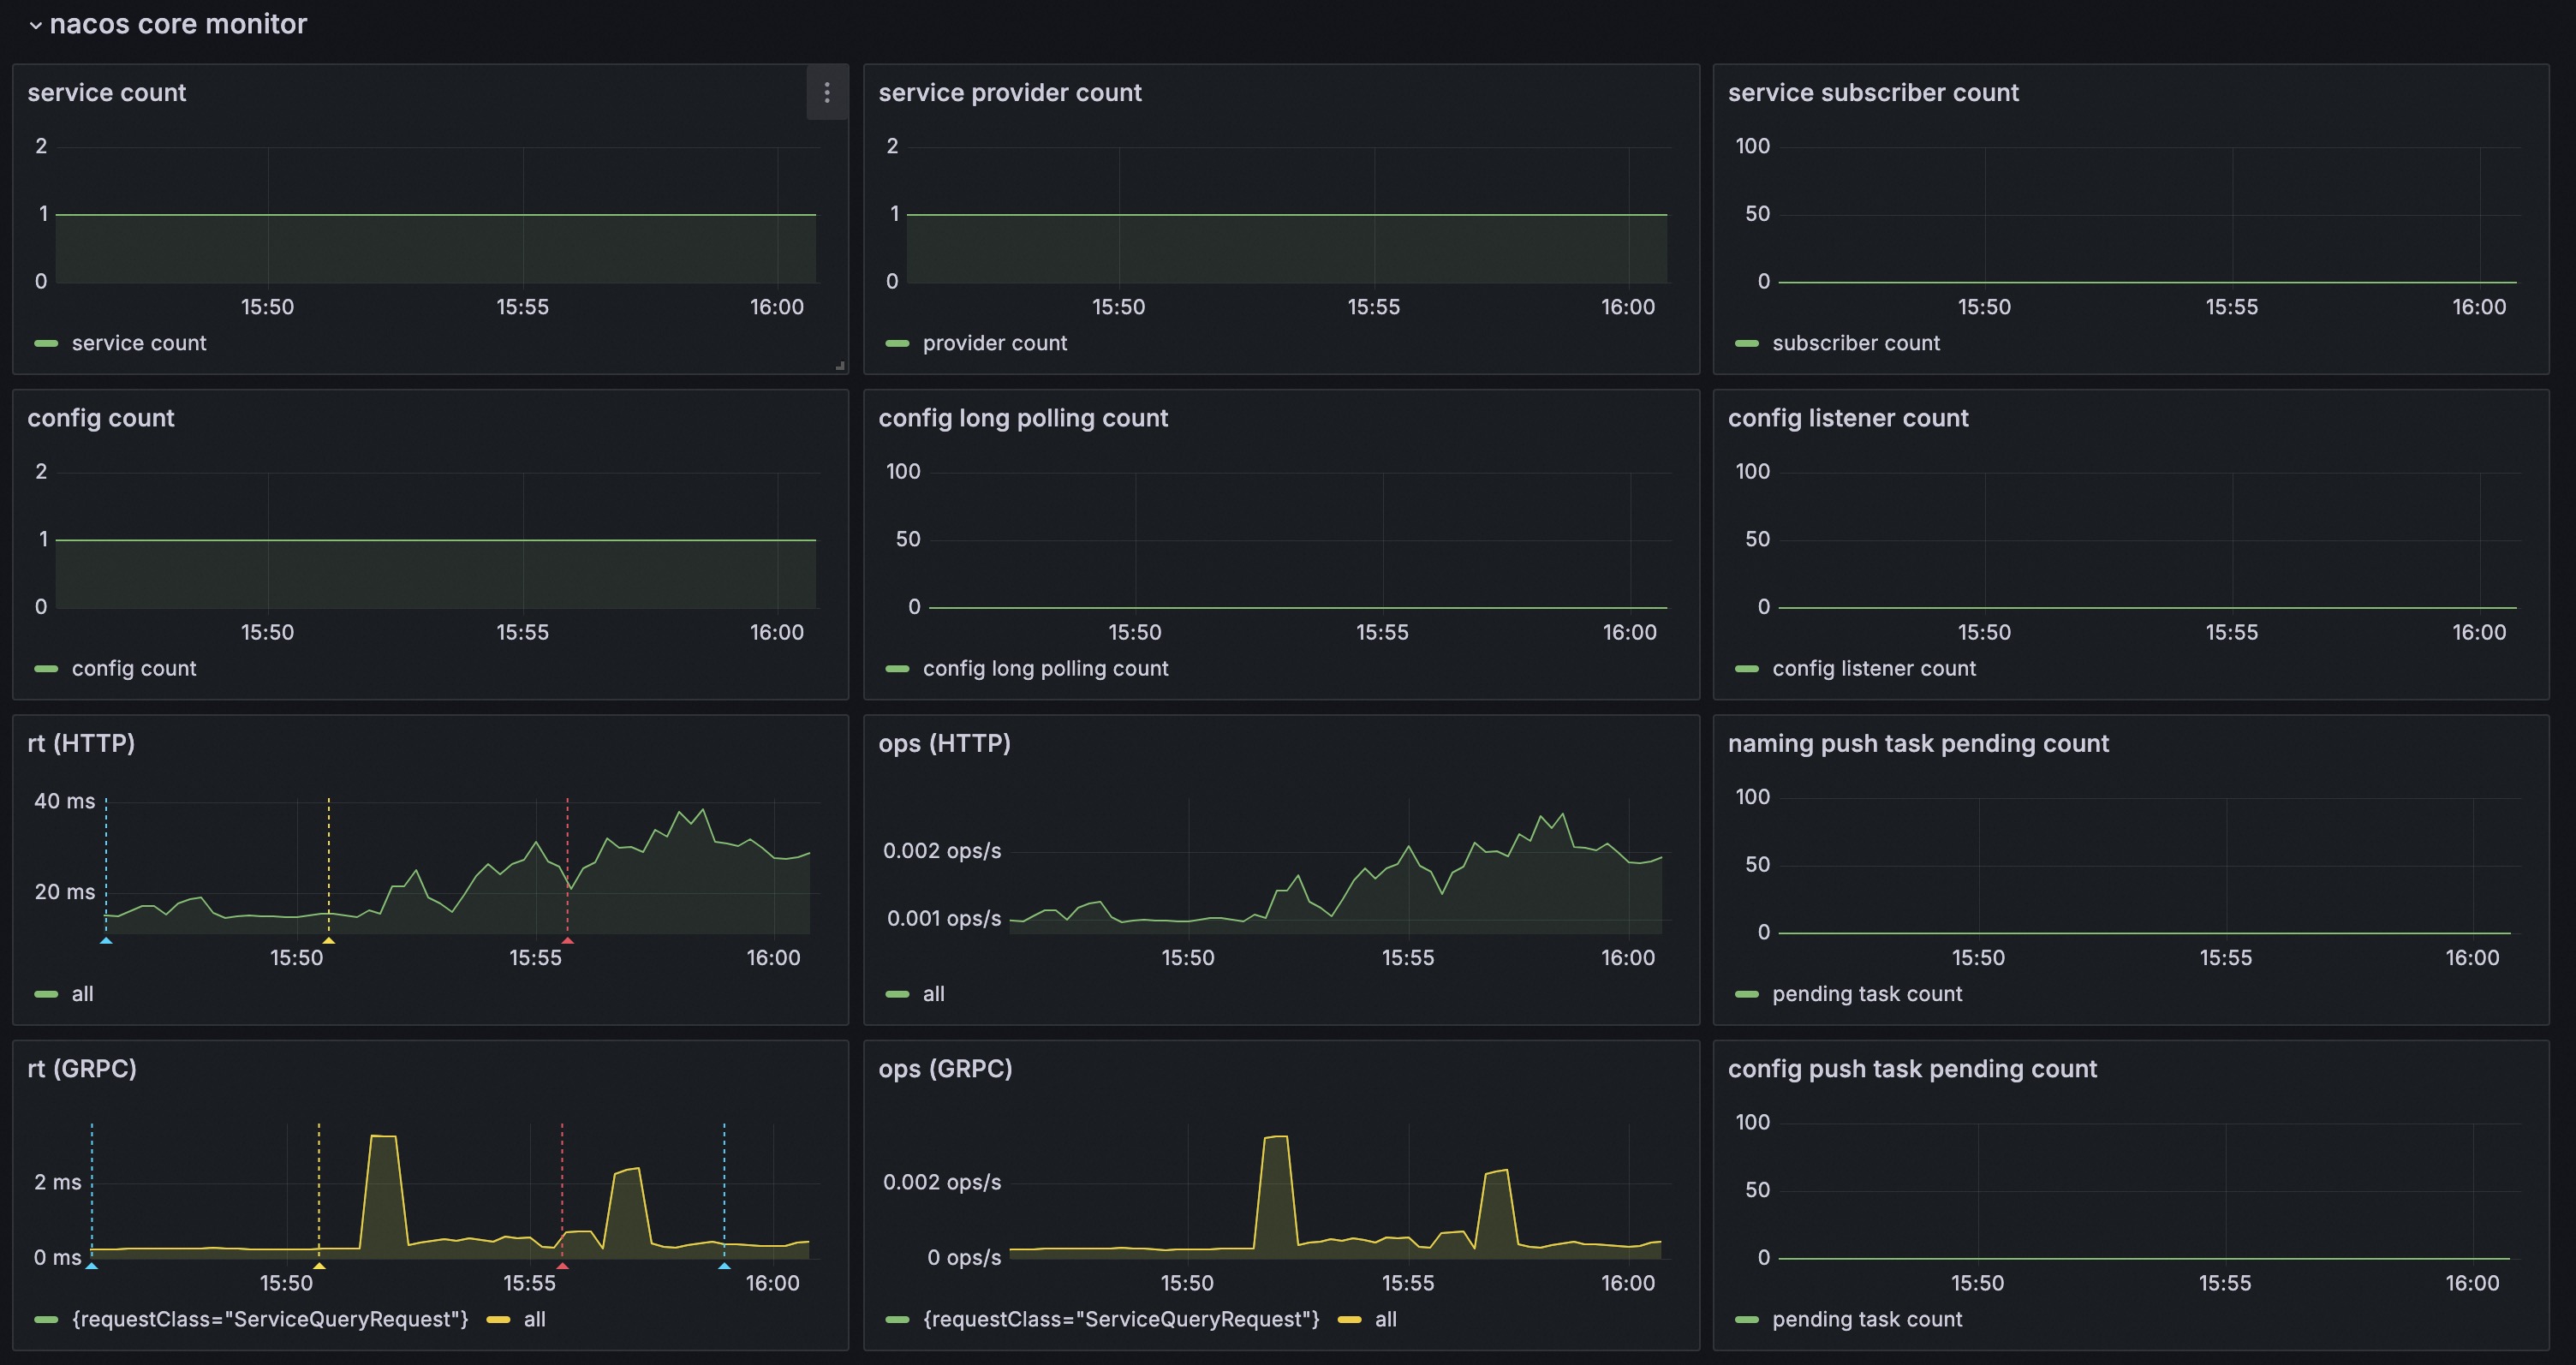 nacos core monitor
service count
2
1
0
15:50 15:55 16:00
service count
service provider count
2
1
0
15:50 15:55 16:00
provider count
service subscriber count
100
50
0
15:50 15:55 16:00
subscriber count
config count
2
1
0
15:50 15:55 16:00
config count
config long polling count
100
50
0
15:50 15:55 16:00
config long polling count
config listener count
100
50
0
15:50 15:55 16:00
config listener count
rt (HTTP)
40 ms
20 ms
15:50 15:55 16:00
all
ops (HTTP)
0.002 ops/s
0.001 ops/s
15:50 15:55 16:00
all
naming push task pending count
100
50
0
15:50 15:55 16:00
pending task count
rt (GRPC)
2 ms
0 ms
15:50 15:55 16:00
{requestClass="ServiceQueryRequest"} all
ops (GRPC)
0.002 ops/s
0 ops/s
15:50 15:55 16:00
{requestClass="ServiceQueryRequest"} all
config push task pending count
100
50
0
15:50 15:55 16:00
pending task count